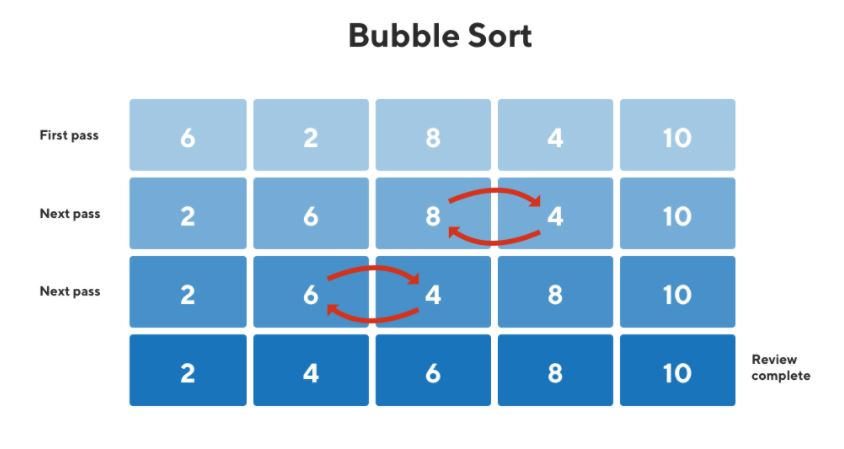 Bubble Sort
First pass 6 2 8 4 10
Next pass 2 6 8 4 10
Next pass 2 6 4 8 10
2 4 6 8 10 Review
complete